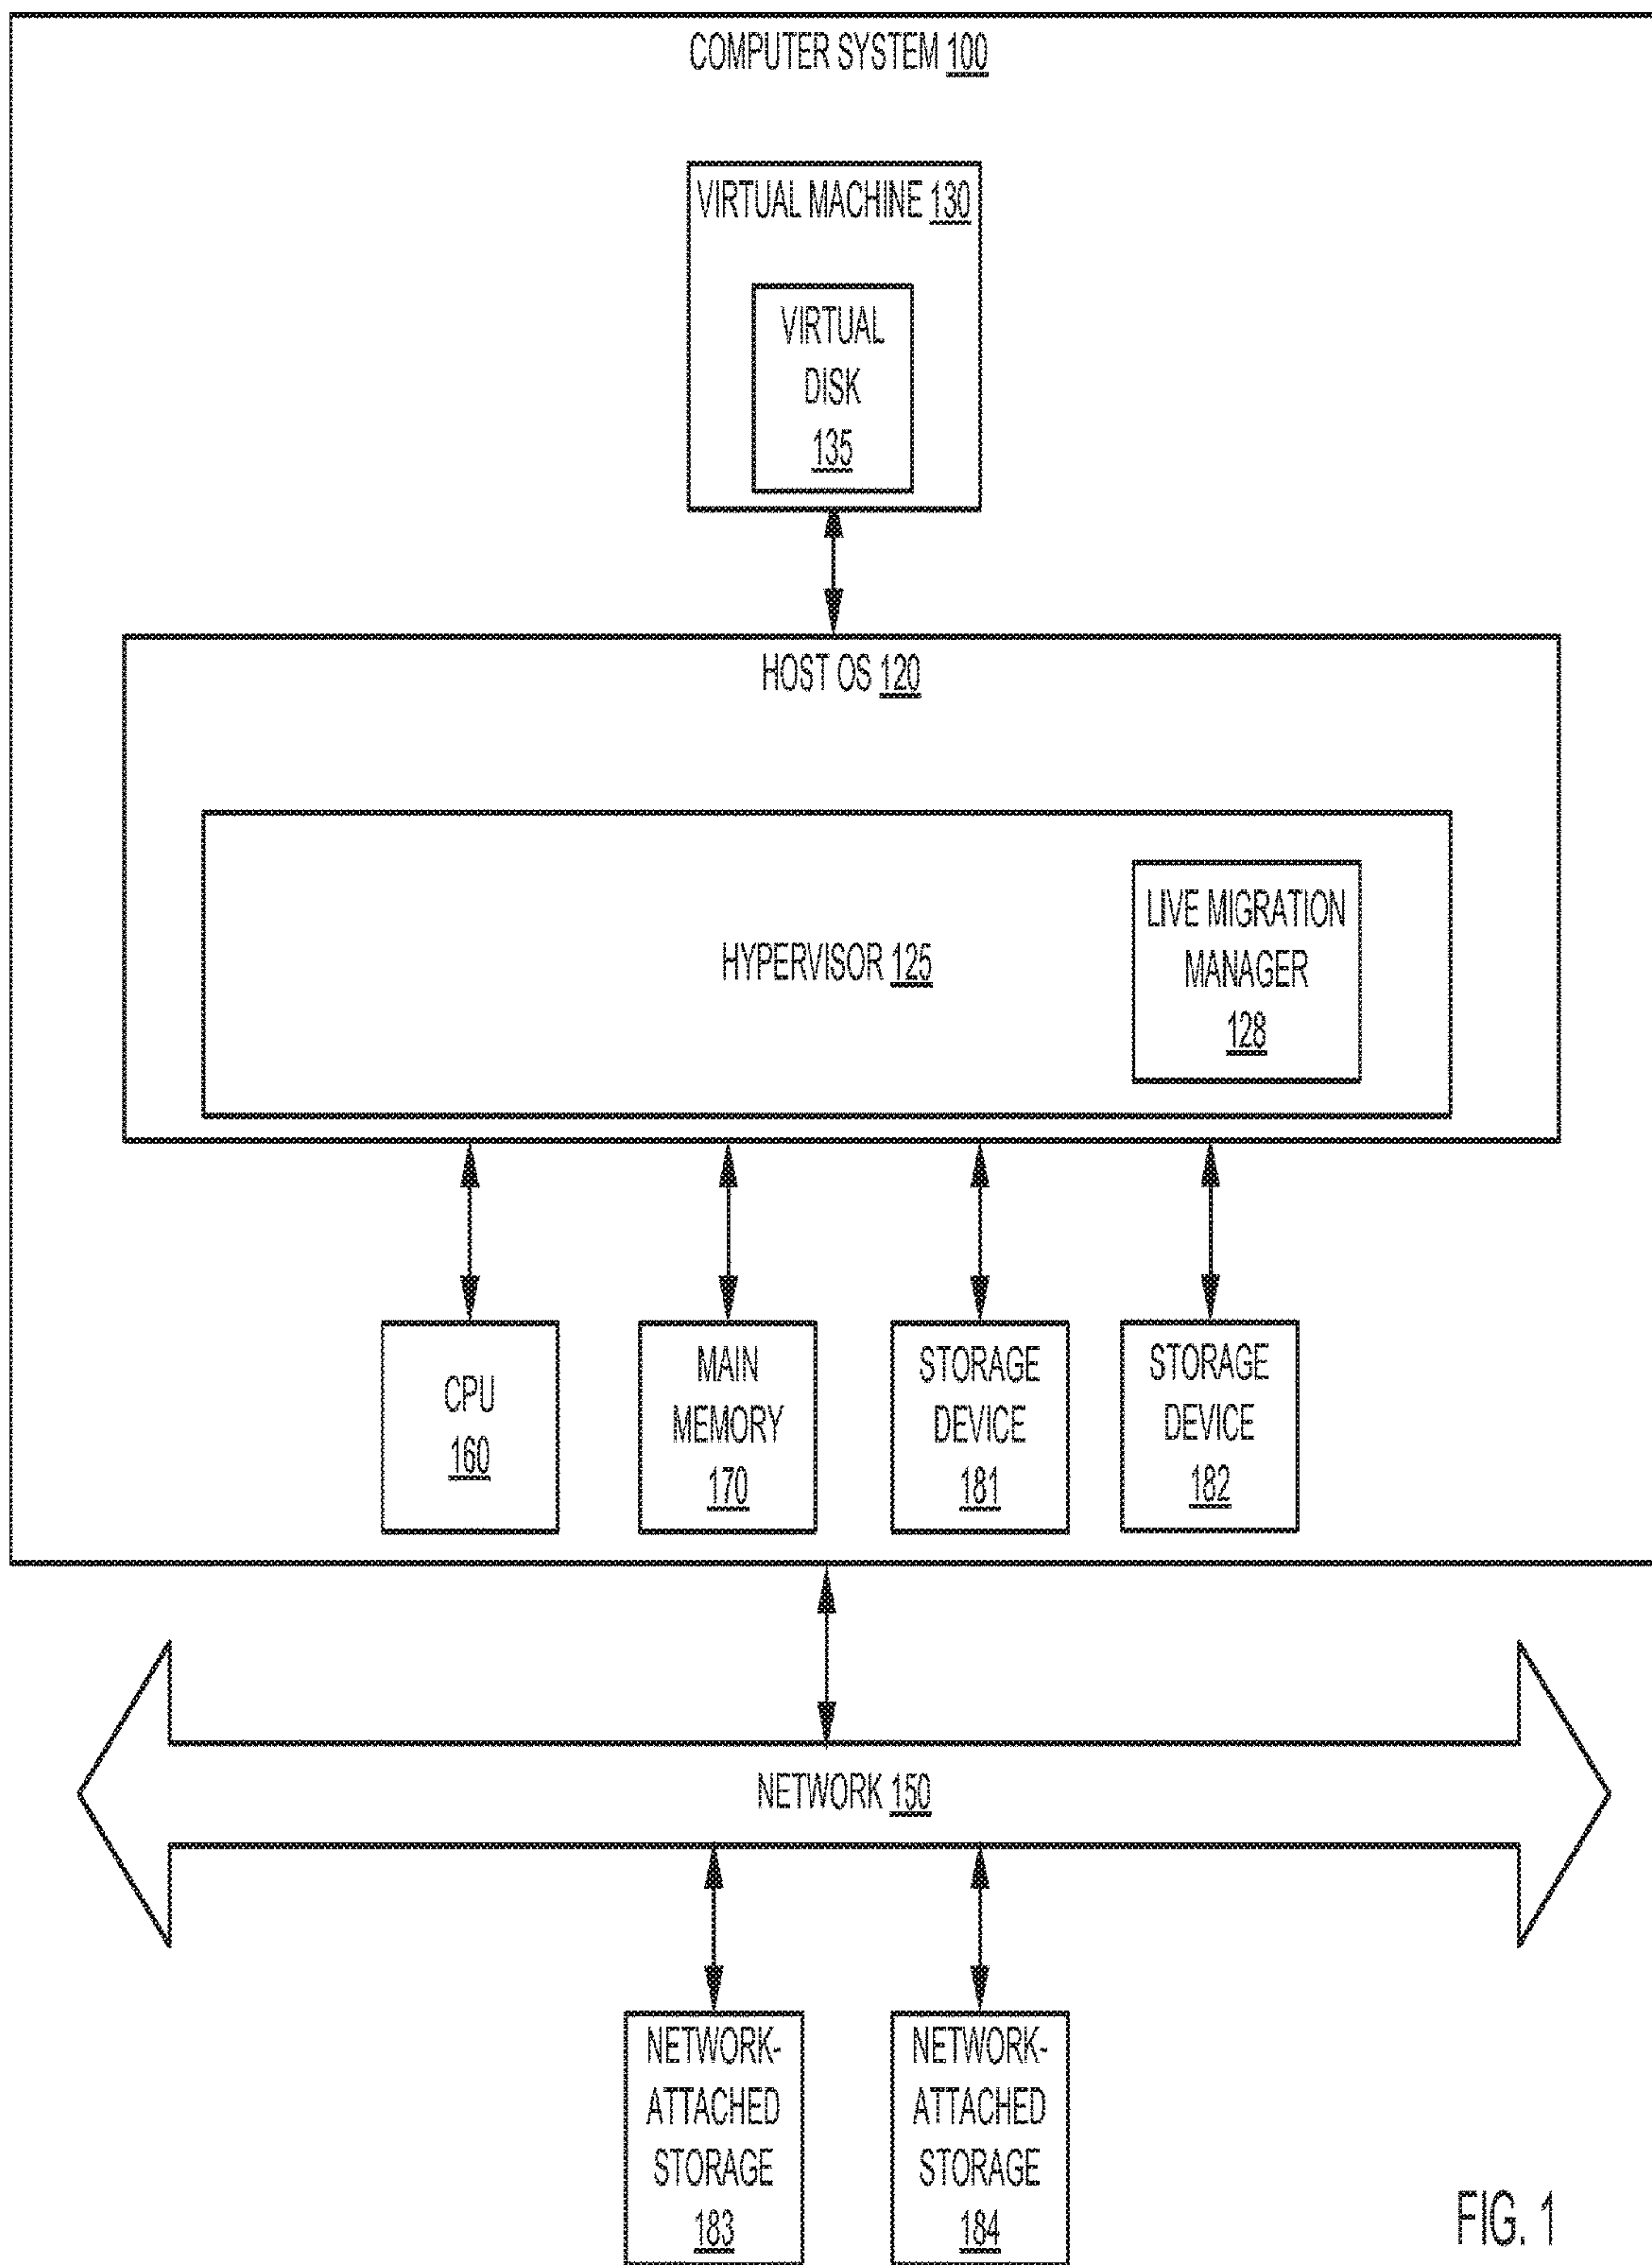 COMPUTER SYSTEM 100
VIRTUAL MACHINE 130
VIRTUAL
DISK
135
HOST OS 120
HYPERVISOR 125
LIVE MIGRATION
MANAGER
128
CPU
160
MAIN
MEMORY
170
STORAGE
DEVICE
181
STORAGE
DEVICE
182
NETWORK 150
NETWORK-
ATTACHED
STORAGE
183
NETWORK-
ATTACHED
STORAGE
184
FIG. 1